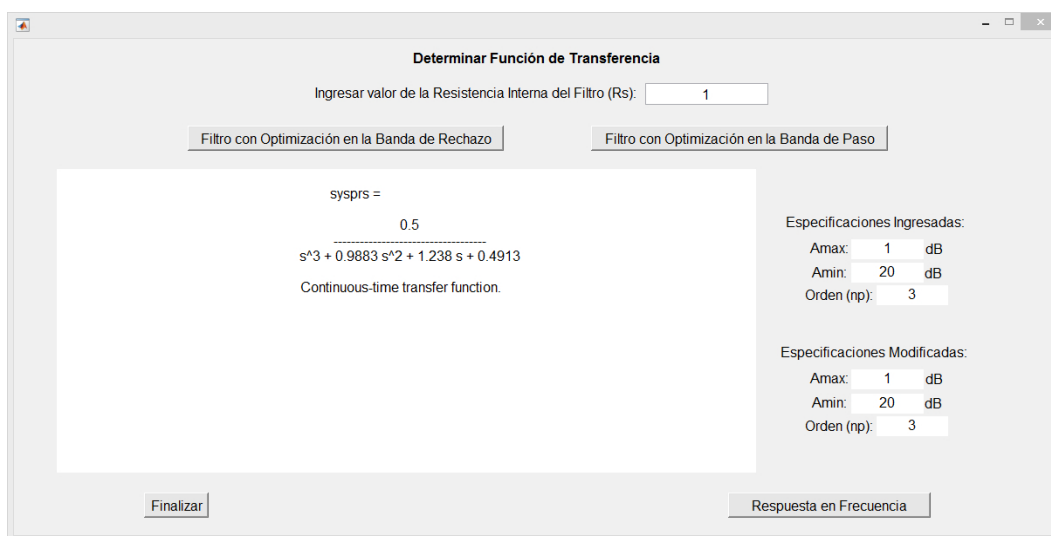 Determinar Función de Transferencia
Ingresar valor de la Resistencia Interna del Filtro (Rs): 1
Filtro con Optimización en la Banda de Rechazo
Filtro con Optimización en la Banda de Paso
sysprs =
0.5
-----------------------------------
s^3 + 0.9883 s^2 + 1.238 s + 0.4913
Continuous-time transfer function.
Especificaciones Ingresadas:
Amax: 1 dB
Amin: 20 dB
Orden (np): 3
Especificaciones Modificadas:
Amax: 1 dB
Amin: 20 dB
Orden (np): 3
Finalizar
Respuesta en Frecuencia